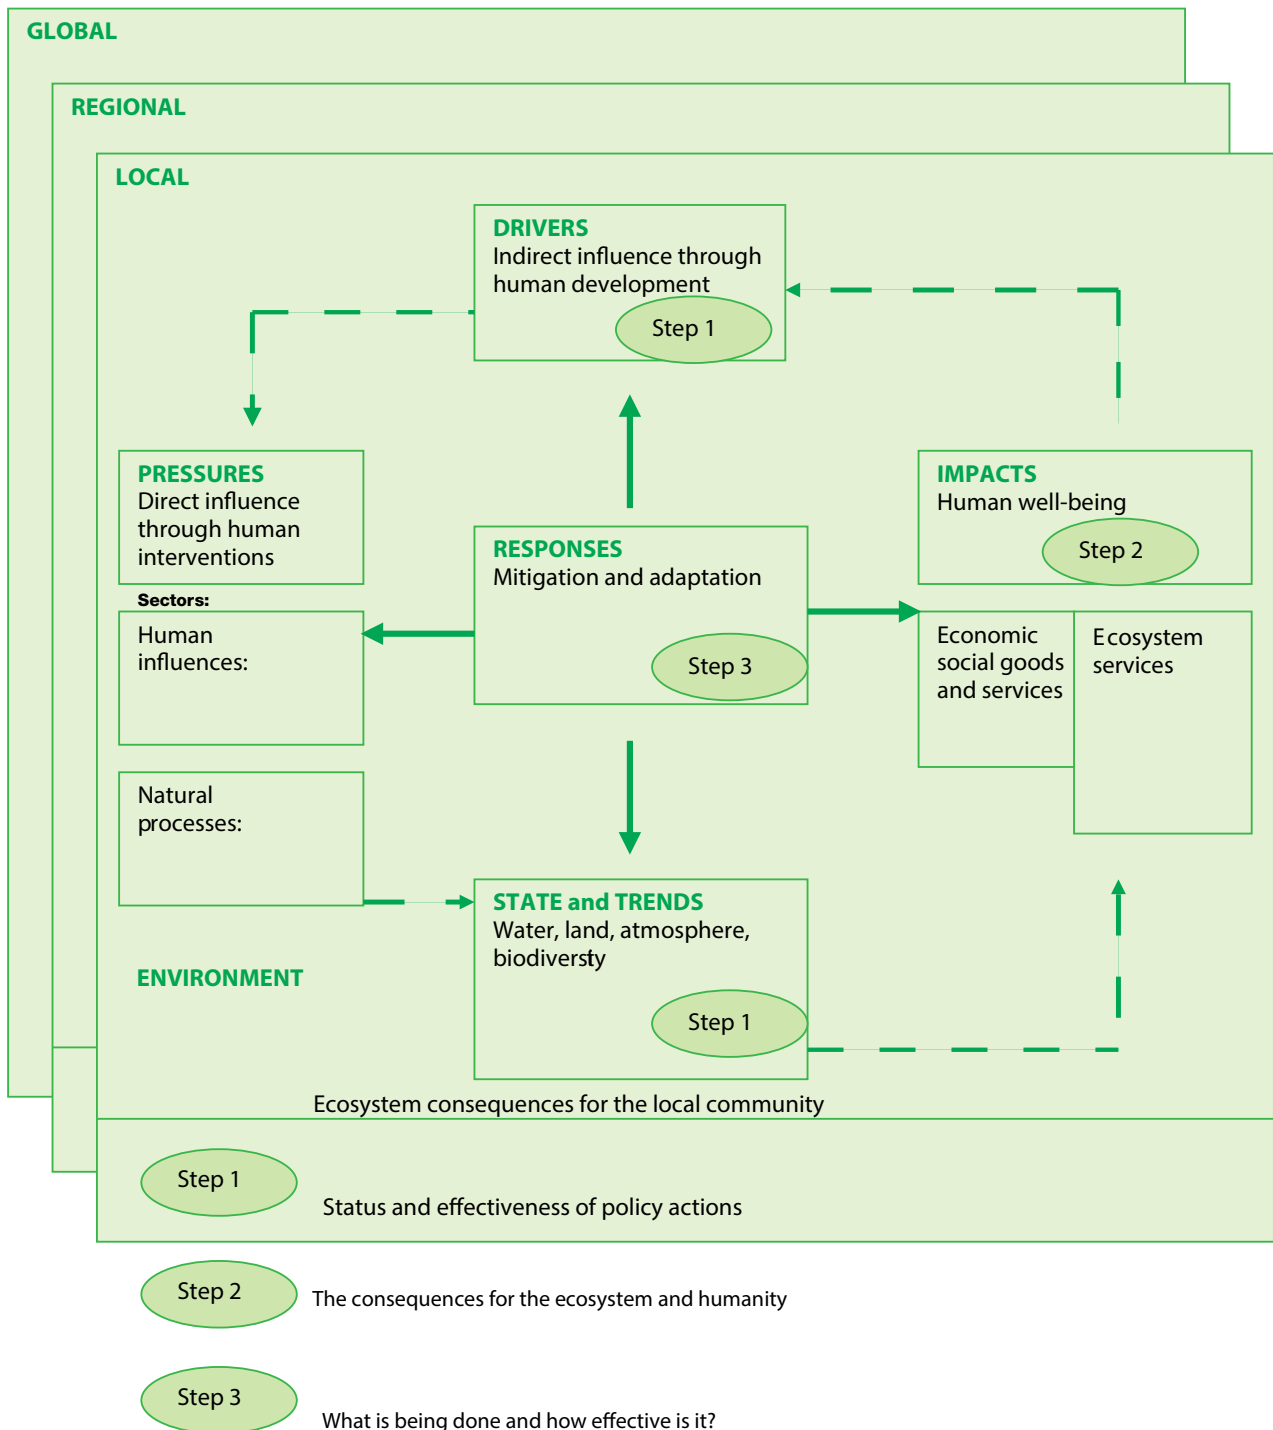 GLOBAL
REGIONAL
LOCAL
DRIVERS
Indirect influence through
human development
Step 1
PRESSURES
Direct influence
through human
interventions
IMPACTS
Human well-being
Step 2
RESPONSES
Mitigation and adaptation
Step 3
Sectors:
Human
influences:
Economic
social goods
and services
Ecosystem
services
Natural
processes:
STATE and TRENDS
Water, land, atmosphere,
biodiversty
Step 1
ENVIRONMENT
Ecosystem consequences for the local community
Step 1
Status and effectiveness of policy actions
Step 2
The consequences for the ecosystem and humanity
Step 3
What is being done and how effective is it?